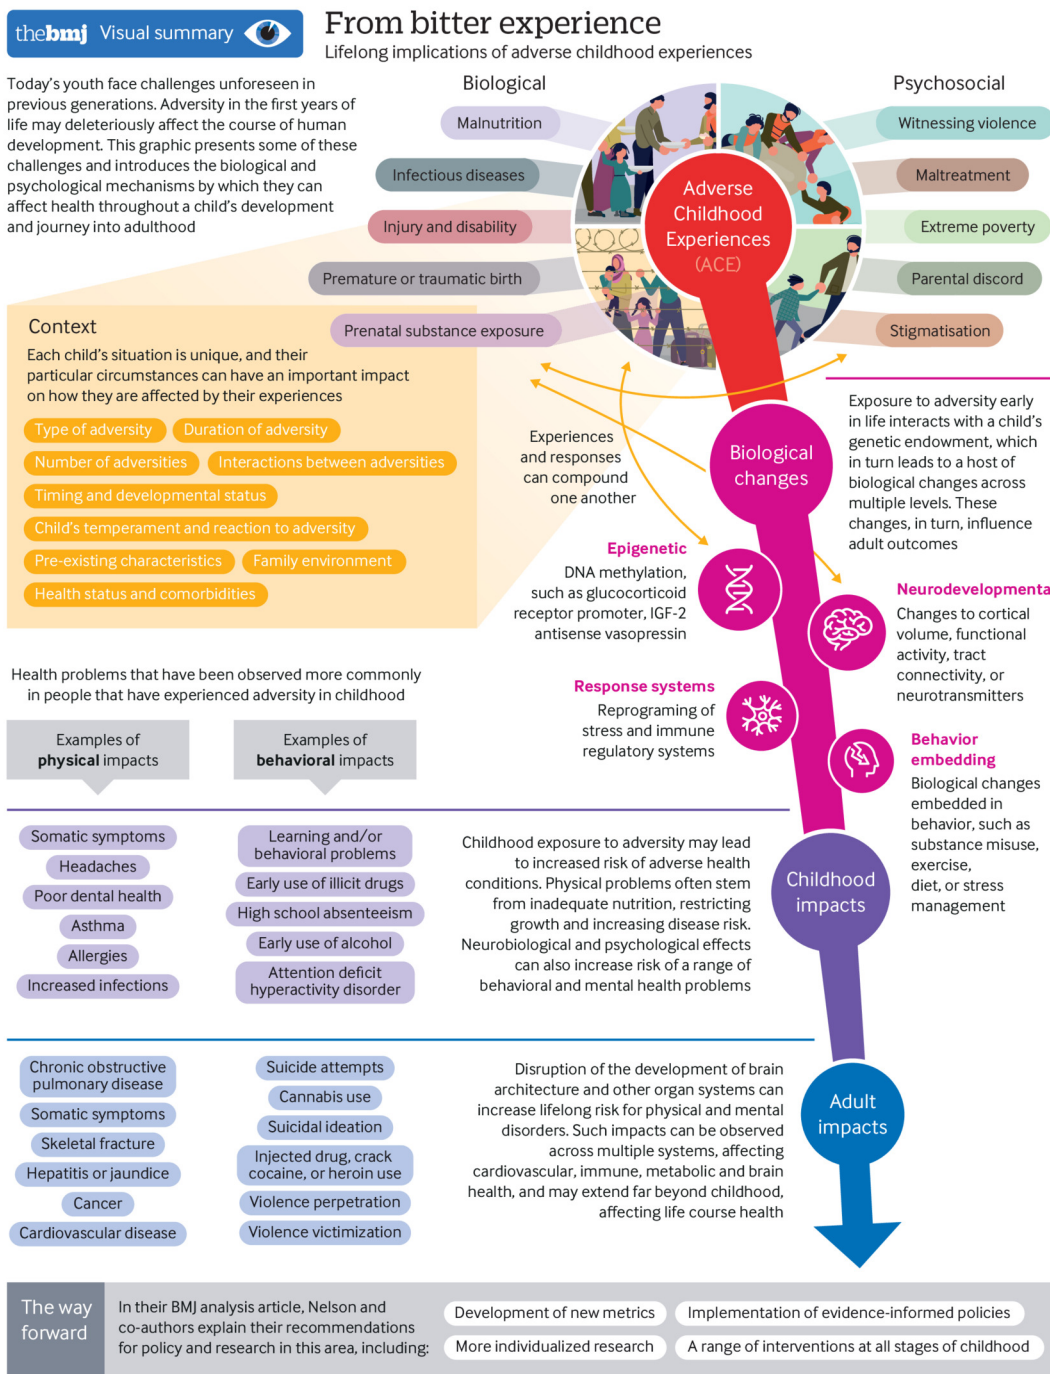 thebmj Visual summary
From bitter experience
Lifelong implications of adverse childhood experiences
Today's youth face challenges unforeseen in
previous generations. Adversity in the first years of
life may deleteriously affect the course of human
development. This graphic presents some of these
challenges and introduces the biological and
psychological mechanisms by which they can
affect health throughout a child's development
and journey into adulthood
Biological
Malnutrition
Infectious diseases
Injury and disability
Premature or traumatic birth
Prenatal substance exposure
Adverse
Childhood
Experiences
(ACE)
Psychosocial
Witnessing violence
Maltreatment
Extreme poverty
Parental discord
Stigmatisation
Context
Each child's situation is unique, and their
particular circumstances can have an important impact
on how they are affected by their experiences
Type of adversity
Duration of adversity
Number of adversities
Interactions between adversities
Timing and developmental status
Child's temperament and reaction to adversity
Pre-existing characteristics
Family environment
Health status and comorbidities
Experiences
and responses
can compound
one another
Biological
changes
Exposure to adversity early
in life interacts with a child's
genetic endowment, which
in turn leads to a host of
biological changes across
multiple levels. These
changes, in turn, influence
adult outcomes
Epigenetic
DNA methylation,
such as glucocorticoid
receptor promoter, IGF-2
antisense vasopressin
Neurodevelopmenta
Changes to cortical
volume, functional
activity, tract
connectivity, or
neurotransmitters
Response systems
Reprograming of
stress and immune
regulatory systems
Behavior
embedding
Biological changes
embedded in
behavior, such as
substance misuse,
exercise,
diet, or stress
management
Health problems that have been observed more commonly
in people that have experienced adversity in childhood
Examples of
physical impacts
Examples of
behavioral impacts
Somatic symptoms
Headaches
Poor dental health
Asthma
Allergies
Increased infections
Learning and/or
behavioral problems
Early use of illicit drugs
High school absenteeism
Early use of alcohol
Attention deficit
hyperactivity disorder
Childhood exposure to adversity may lead
to increased risk of adverse health
conditions. Physical problems often stem
from inadequate nutrition, restricting
growth and increasing disease risk.
Neurobiological and psychological effects
can also increase risk of a range of
behavioral and mental health problems
Childhood
impacts
Chronic obstructive
pulmonary disease
Somatic symptoms
Skeletal fracture
Hepatitis or jaundice
Cancer
Cardiovascular disease
Suicide attempts
Cannabis use
Suicidal ideation
Injected drug, crack
cocaine, or heroin use
Violence perpetration
Violence victimization
Disruption of the development of brain
architecture and other organ systems can
increase lifelong risk for physical and mental
disorders. Such impacts can be observed
across multiple systems, affecting
cardiovascular, immune, metabolic and brain
health, and may extend far beyond childhood,
affecting life course health
Adult
impacts
The way
forward
In their BMJ analysis article, Nelson and
co-authors explain their recommendations
for policy and research in this area, including:
Development of new metrics
Implementation of evidence-informed policies
More individualized research
A range of interventions at all stages of childhood